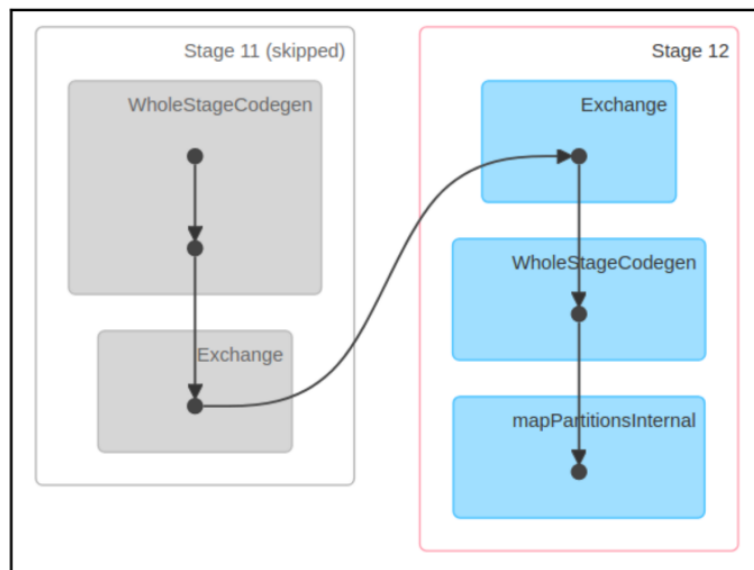 Stage 11 (skipped)
WholeStageCodegen
Exchange
Stage 12
Exchange
WholeStageCodegen
mapPartitionsInternal